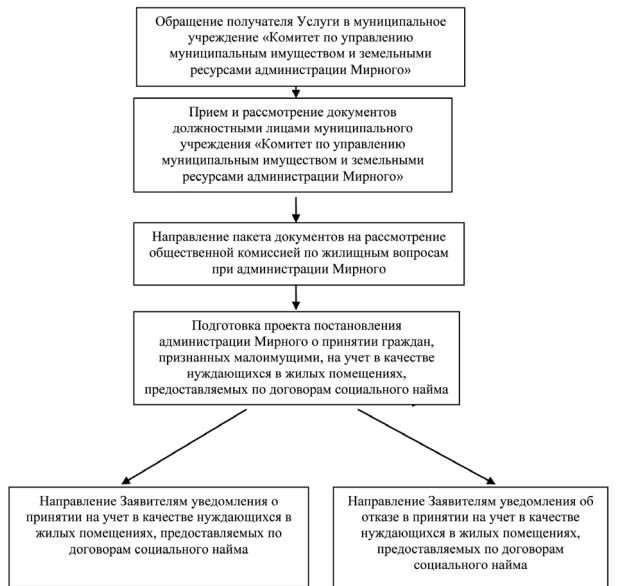 Обращение получателя Услуги в муниципальное
учреждение «Комитет по управлению
муниципальным имуществом и земельными
ресурсами администрации Мирного»
Прием и рассмотрение документов
должностными лицами муниципального
учреждения «Комитет по управлению
муниципальным имуществом и земельными
ресурсами администрации Мирного»
Направление пакета документов на рассмотрение
общественной комиссией по жилищным вопросам
при администрации Мирного
Подготовка проекта постановления
администрации Мирного о принятии граждан,
признанных малоимущими, на учет в качестве
нуждающихся в жилых помещениях,
предоставляемых по договорам социального найма
Направление Заявителям уведомления о
принятии на учет в качестве нуждающихся в
жилых помещениях, предоставляемых по
договорам социального найма
Направление Заявителям уведомления об
отказе в принятии на учет в качестве
нуждающихся в жилых помещениях,
предоставляемых по договорам
социального найма